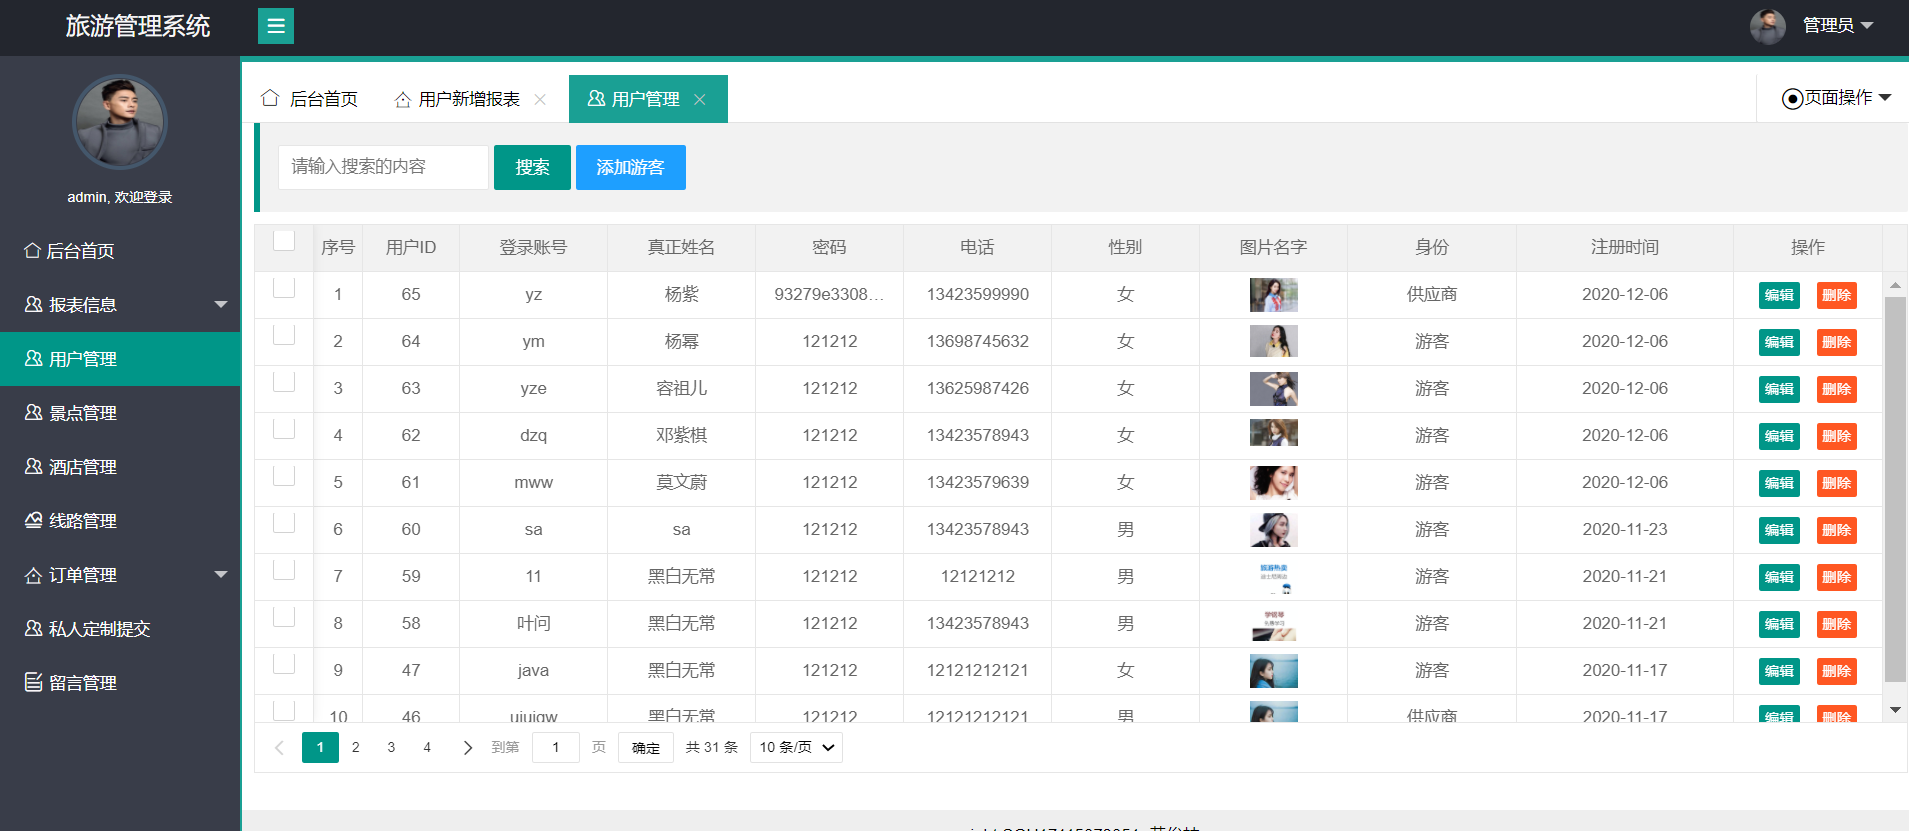 旅游管理系统
管理员
admin, 欢迎登录
后台首页
报表信息
用户管理
景点管理
酒店管理
线路管理
订单管理
私人定制提交
留言管理
后台首页 用户新增报表 用户管理 页面操作
请输入搜索的内容 搜索 添加游客
序号 用户ID 登录账号 真正姓名 密码 电话 性别 图片名字 身份 注册时间 操作
1 65 yz 杨紫 93279e3308... 13423599990 女 供应商 2020-12-06 编辑 删除
2 64 ym 杨幂 121212 13698745632 女 游客 2020-12-06 编辑 删除
3 63 yze 容祖儿 121212 13625987426 女 游客 2020-12-06 编辑 删除
4 62 dzq 邓紫棋 121212 13423578943 女 游客 2020-12-06 编辑 删除
5 61 mww 莫文蔚 121212 13423579639 女 游客 2020-12-06 编辑 删除
6 60 sa sa 121212 13423578943 男 游客 2020-11-23 编辑 删除
7 59 11 黑白无常 121212 12121212 男 游客 2020-11-21 编辑 删除
8 58 叶问 黑白无常 121212 13423578943 男 游客 2020-11-21 编辑 删除
9 47 java 黑白无常 121212 12121212121 女 游客 2020-11-17 编辑 删除
10 46 黑白无常 121212 12121212121 男 供应商 2020-11-17 编辑 删除
1 2 3 4 到第 1 页 确定 共 31 条 10 条/页